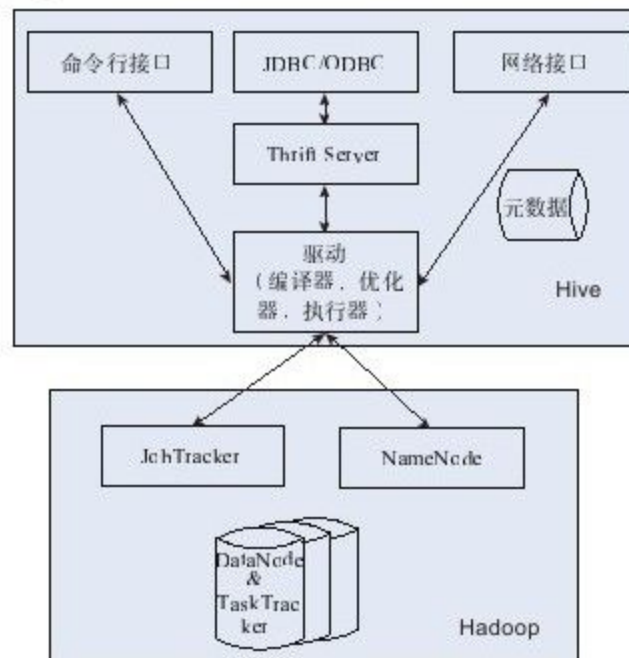 命令行接口
JDBC/ODBC
网络接口
Thrift Server
元数据
驱动
（编译器、优化
器、执行器）
Hive
JobTracker
NameNode
DataNode
&
TaskTrac
ker
Hadoop